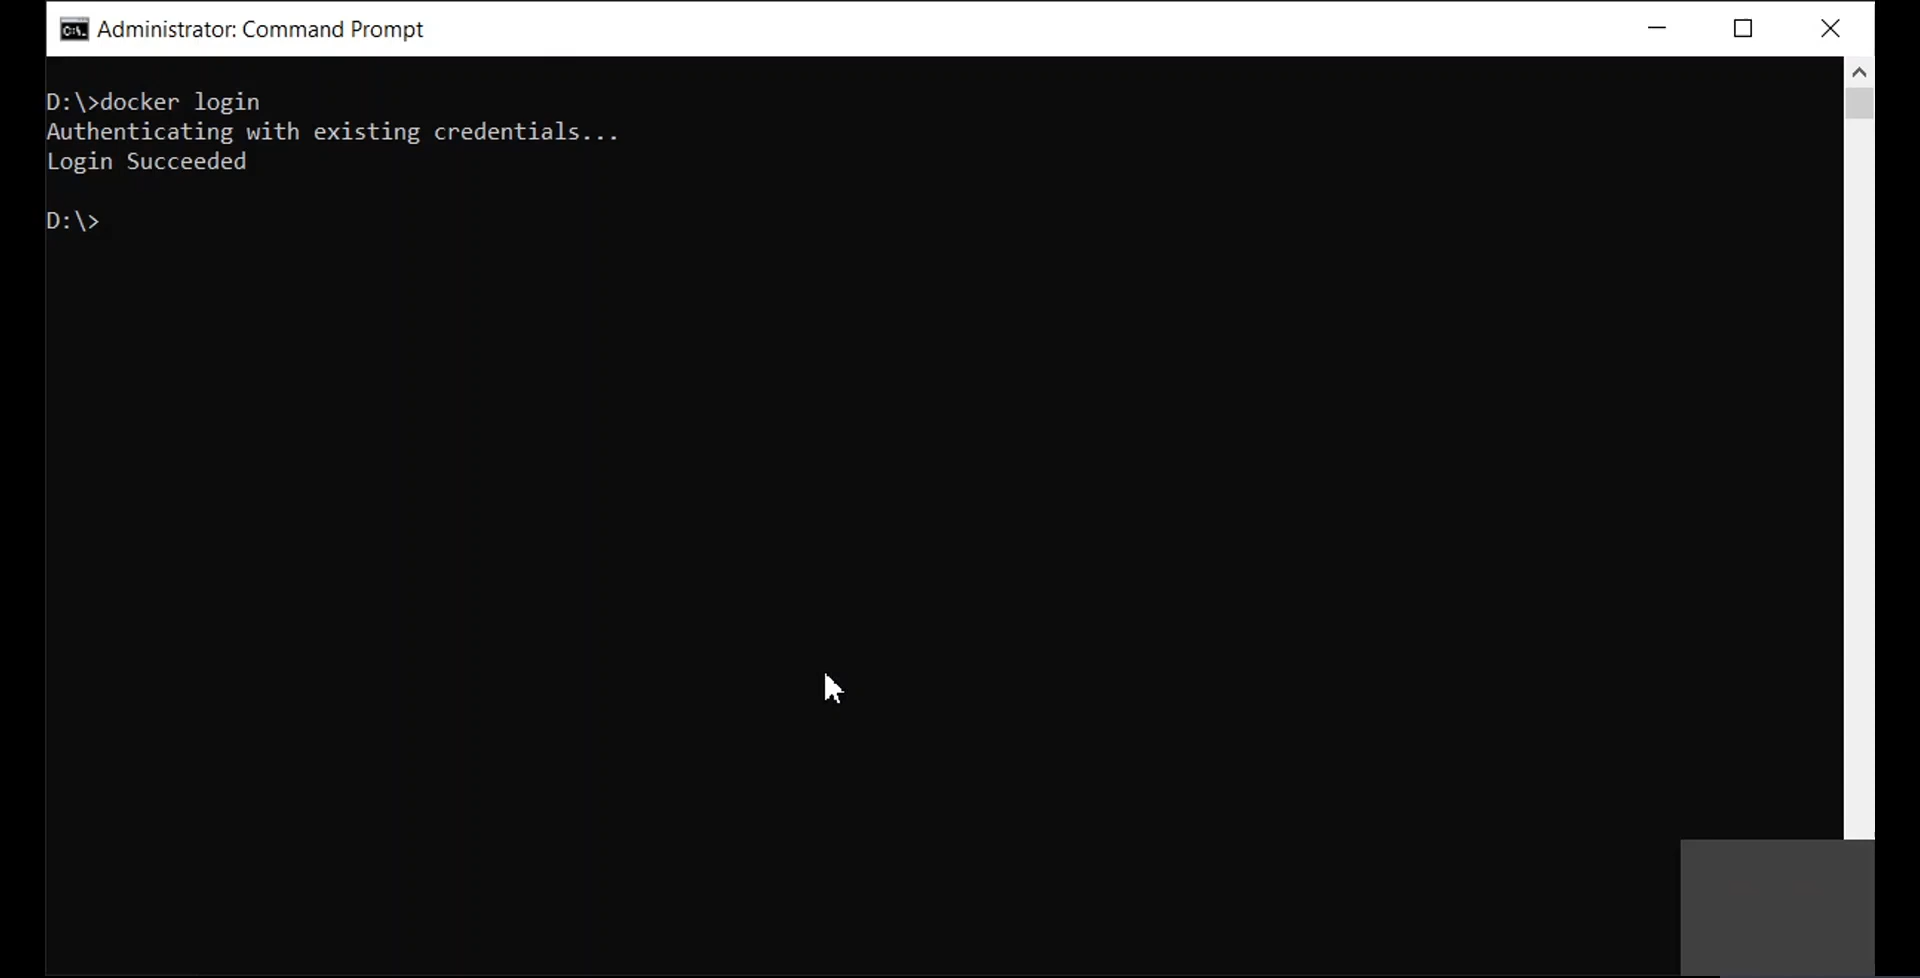 Administrator: Command Prompt
D:\>docker login
Authenticating with existing credentials...
Login Succeeded
D:\>